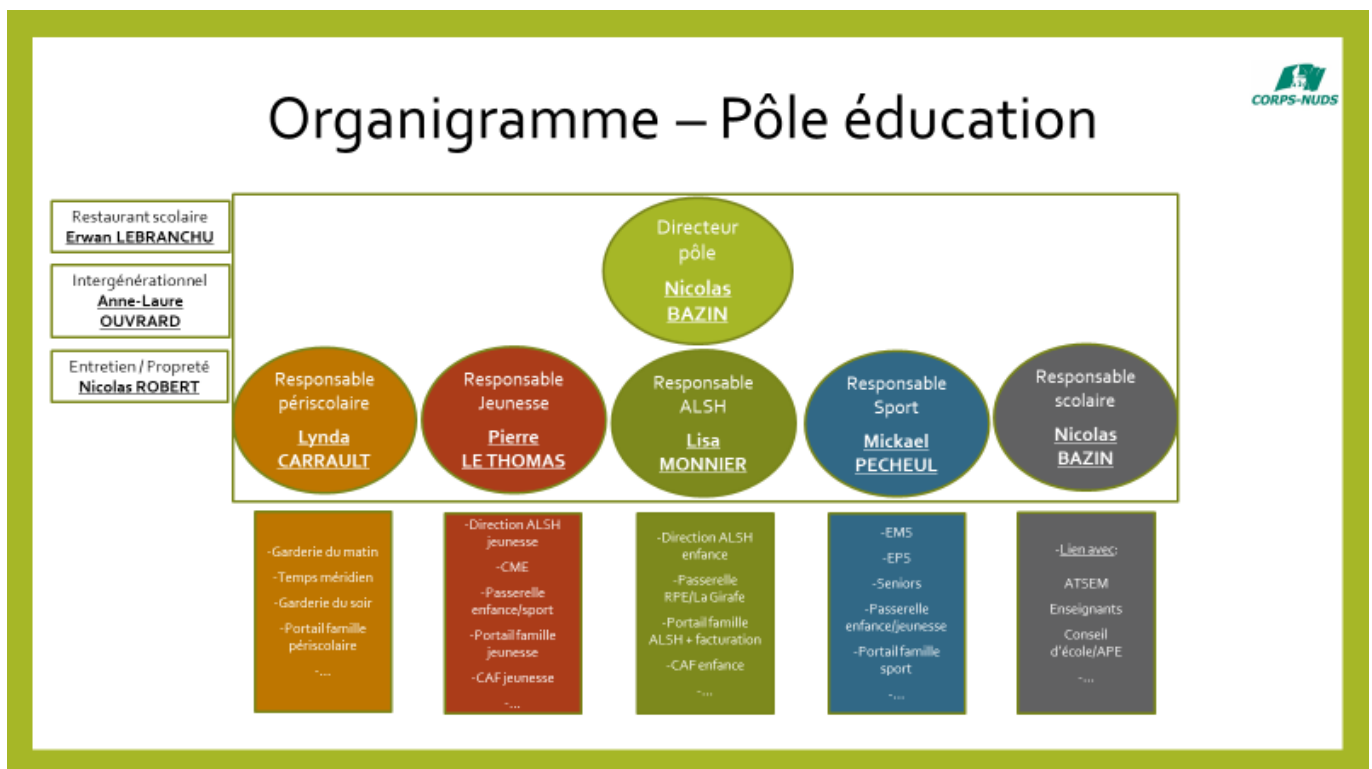 CORPS-NUDS
Organigramme – Pôle éducation
Restaurant scolaire
Erwan LEBRANCHU
Intergénérationnel
Anne-Laure
OUVRARD
Entretien / Propreté
Nicolas ROBERT
Directeur
pôle
Nicolas
BAZIN
Responsable
périscolaire
Lynda
CARRAULT
Responsable
Jeunesse
Pierre
LE THOMAS
Responsable
ALSH
Lisa
MONNIER
Responsable
Sport
Mickael
PECHEUL
Responsable
scolaire
Nicolas
BAZIN
-Garderie du matin
-Temps méridien
-Garderie du soir
-Portail famille
périscolaire
-...
-Direction ALSH
jeunesse
-CME
-Passerelle
enfance/sport
-Portail famille
jeunesse
-CAF jeunesse
-...
-Direction ALSH
enfance
-Passerelle
RPE/La Girafe
-Portail famille
ALSH + facturation
-CAF enfance
-...
-EMS
-EPS
-Seniors
-Passerelle
enfance/jeunesse
-Portail famille
sport
-...
-Lien avec:
ATSEM
Enseignants
Conseil
d'école/APE
-...